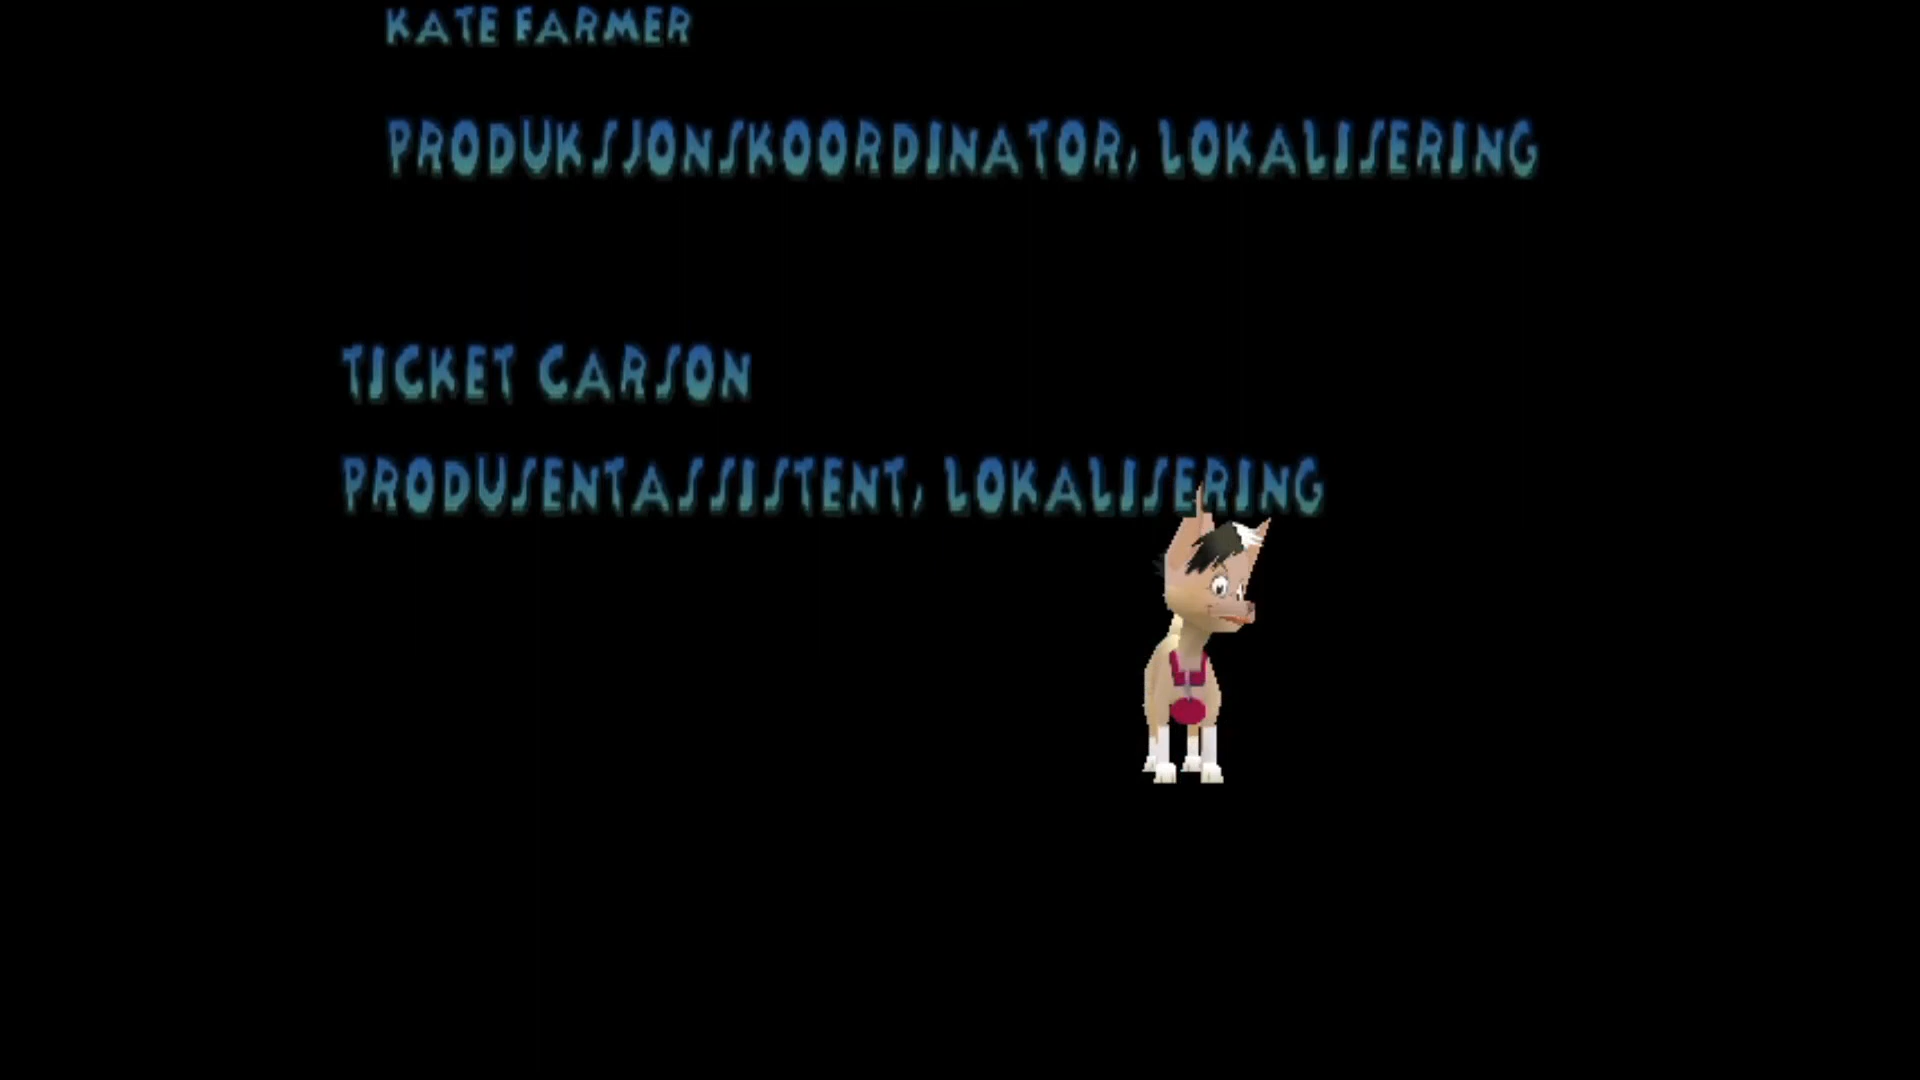 KATE FARMER
PRODUKSJONSKOORDINATOR, LOKALISERING
TICKET CARSON
PRODUSENTASSISTENT, LOKALISERING